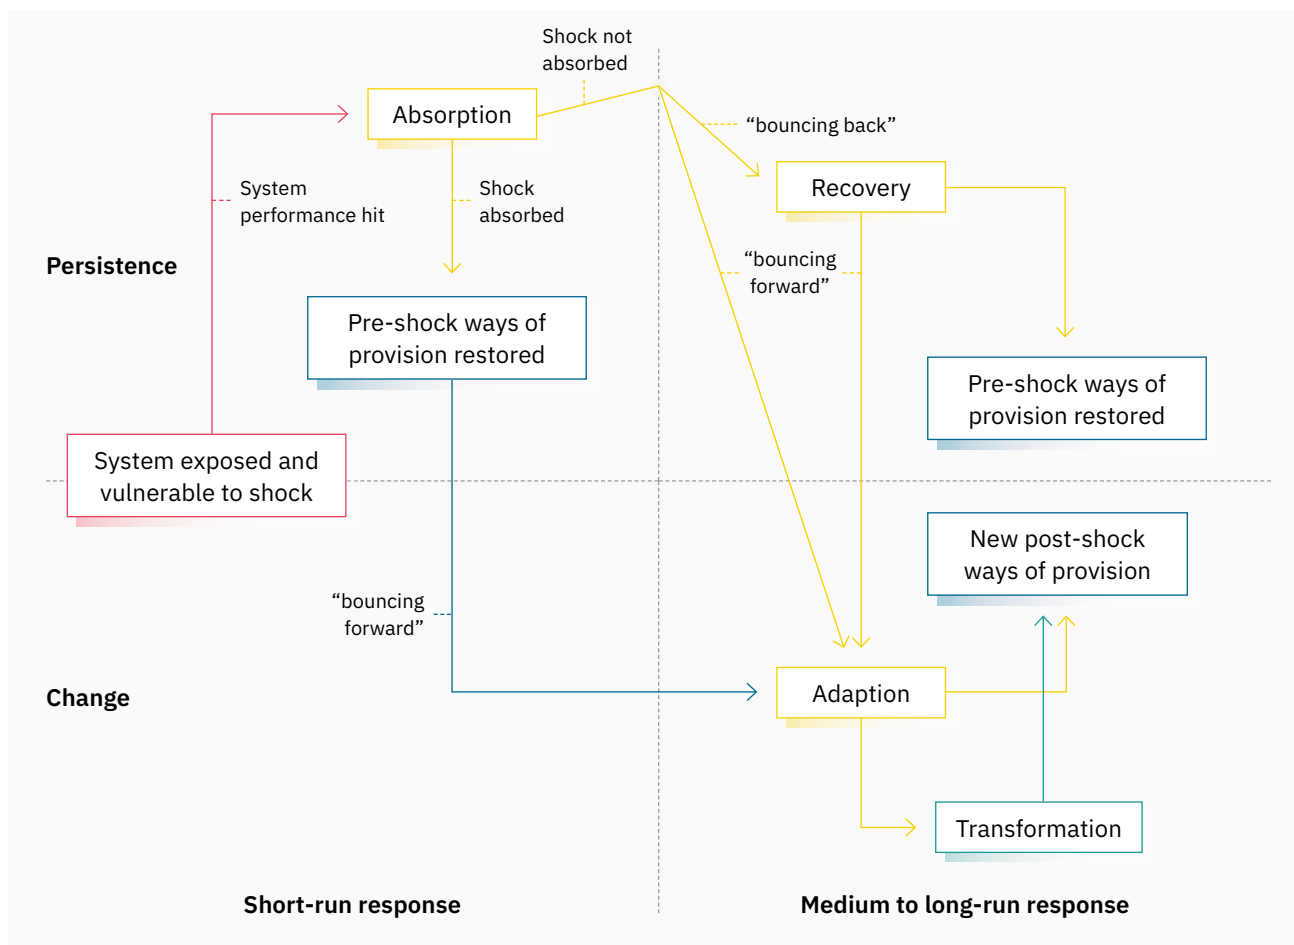 Shock not
absorbed
Absorption
“bouncing back”
Recovery
System
performance hit
Shock
absorbed
Persistence
“bouncing
forward”
Pre-shock ways of
provision restored
Pre-shock ways of
provision restored
System exposed and
vulnerable to shock
New post-shock
ways of provision
“bouncing
forward”
Change
Adaption
Transformation
Short-run response
Medium to long-run response